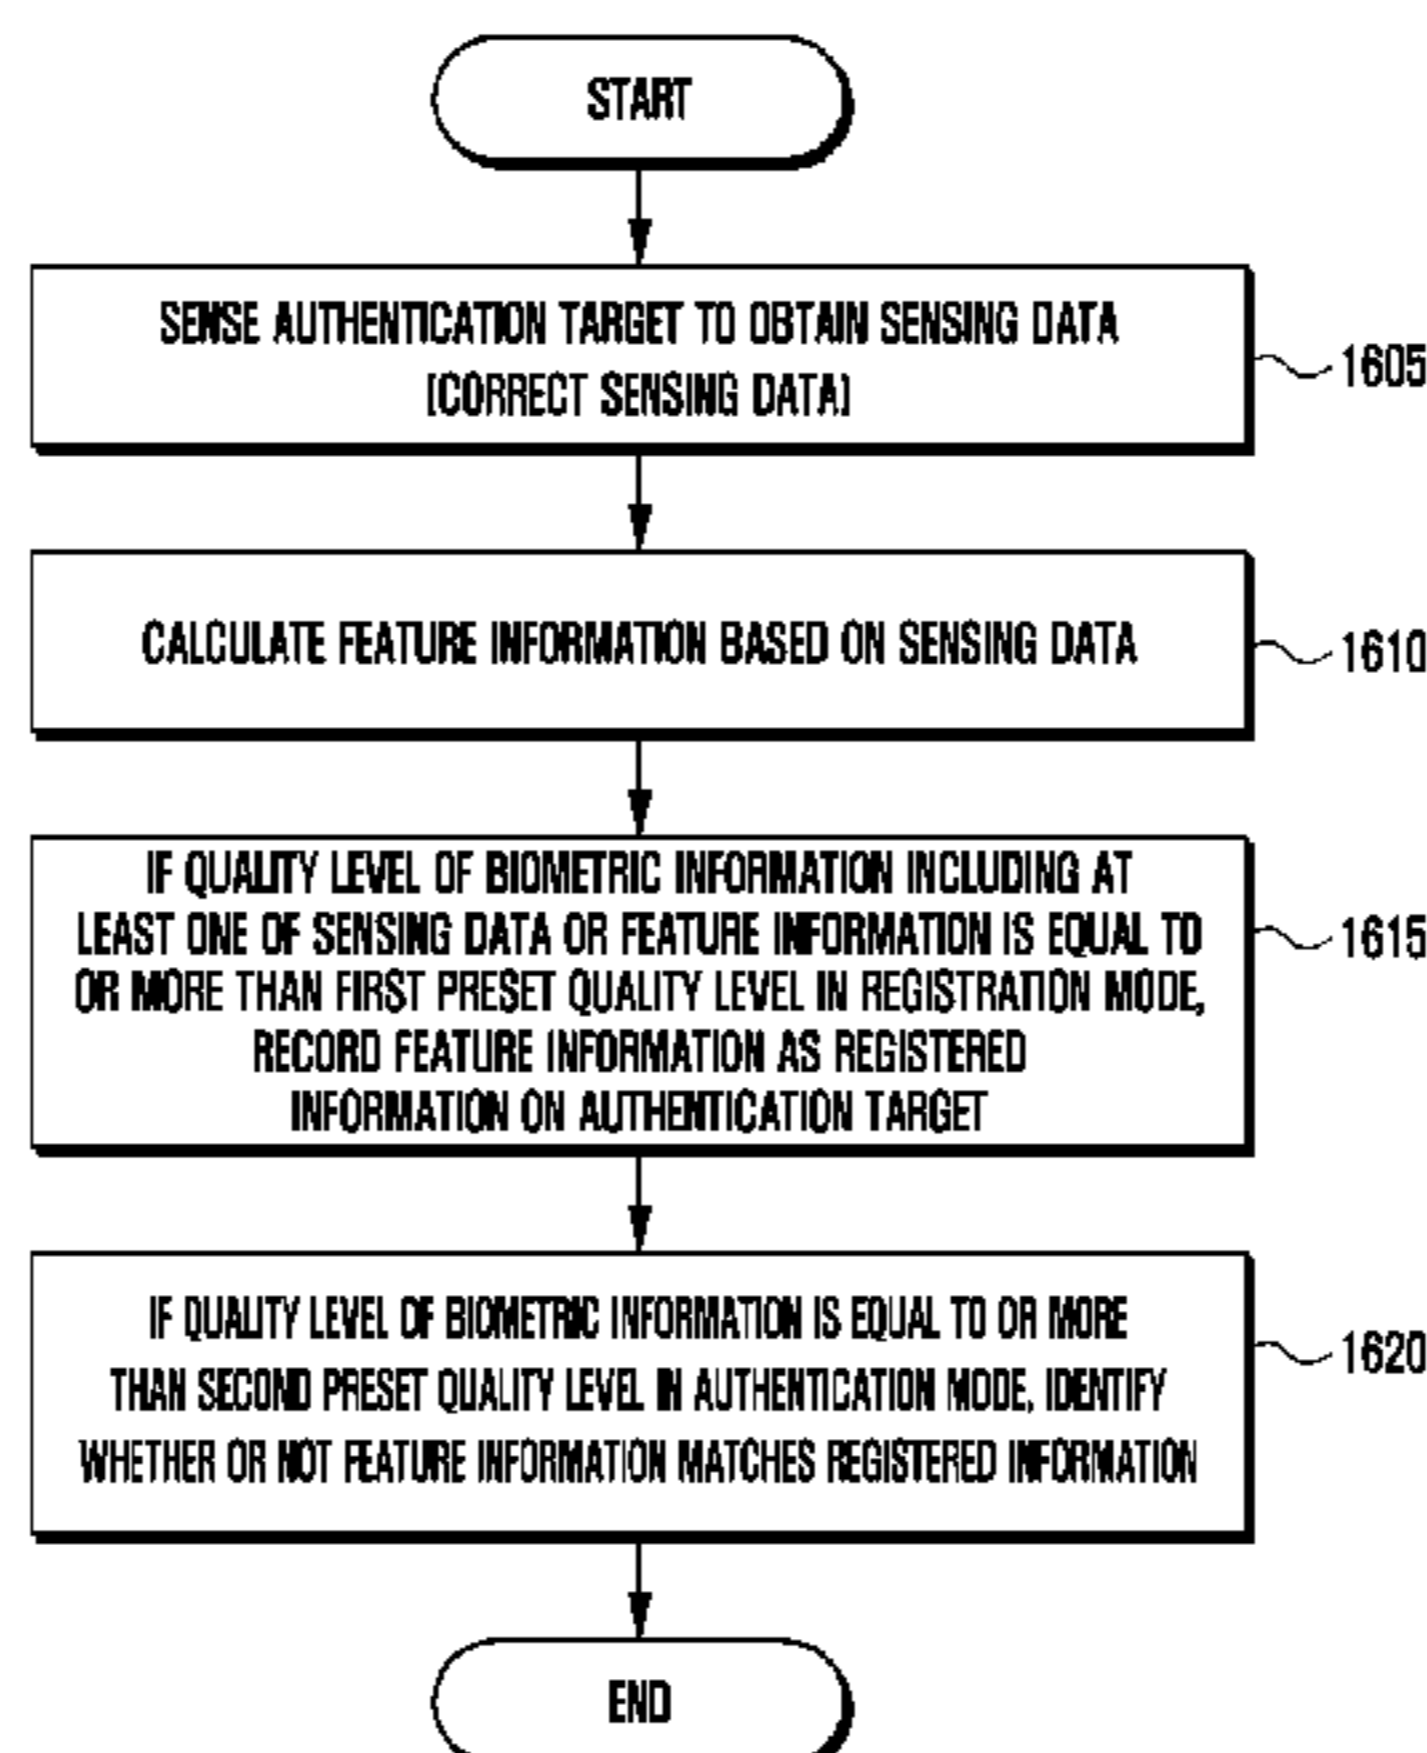 START
SENSE AUTHENTICATION TARGET TO OBTAIN SENSING DATA
(CORRECT SENSING DATA)
1605
CALCULATE FEATURE INFORMATION BASED ON SENSING DATA
1610
IF QUALITY LEVEL OF BIOMETRIC INFORMATION INCLUDING AT
LEAST ONE OF SENSING DATA OR FEATURE INFORMATION IS EQUAL TO
OR MORE THAN FIRST PRESET QUALITY LEVEL IN REGISTRATION MODE,
RECORD FEATURE INFORMATION AS REGISTERED
INFORMATION ON AUTHENTICATION TARGET
1615
IF QUALITY LEVEL OF BIOMETRIC INFORMATION IS EQUAL TO OR MORE
THAN SECOND PRESET QUALITY LEVEL IN AUTHENTICATION MODE, IDENTIFY
WHETHER OR NOT FEATURE INFORMATION MATCHES REGISTERED INFORMATION
1620
END